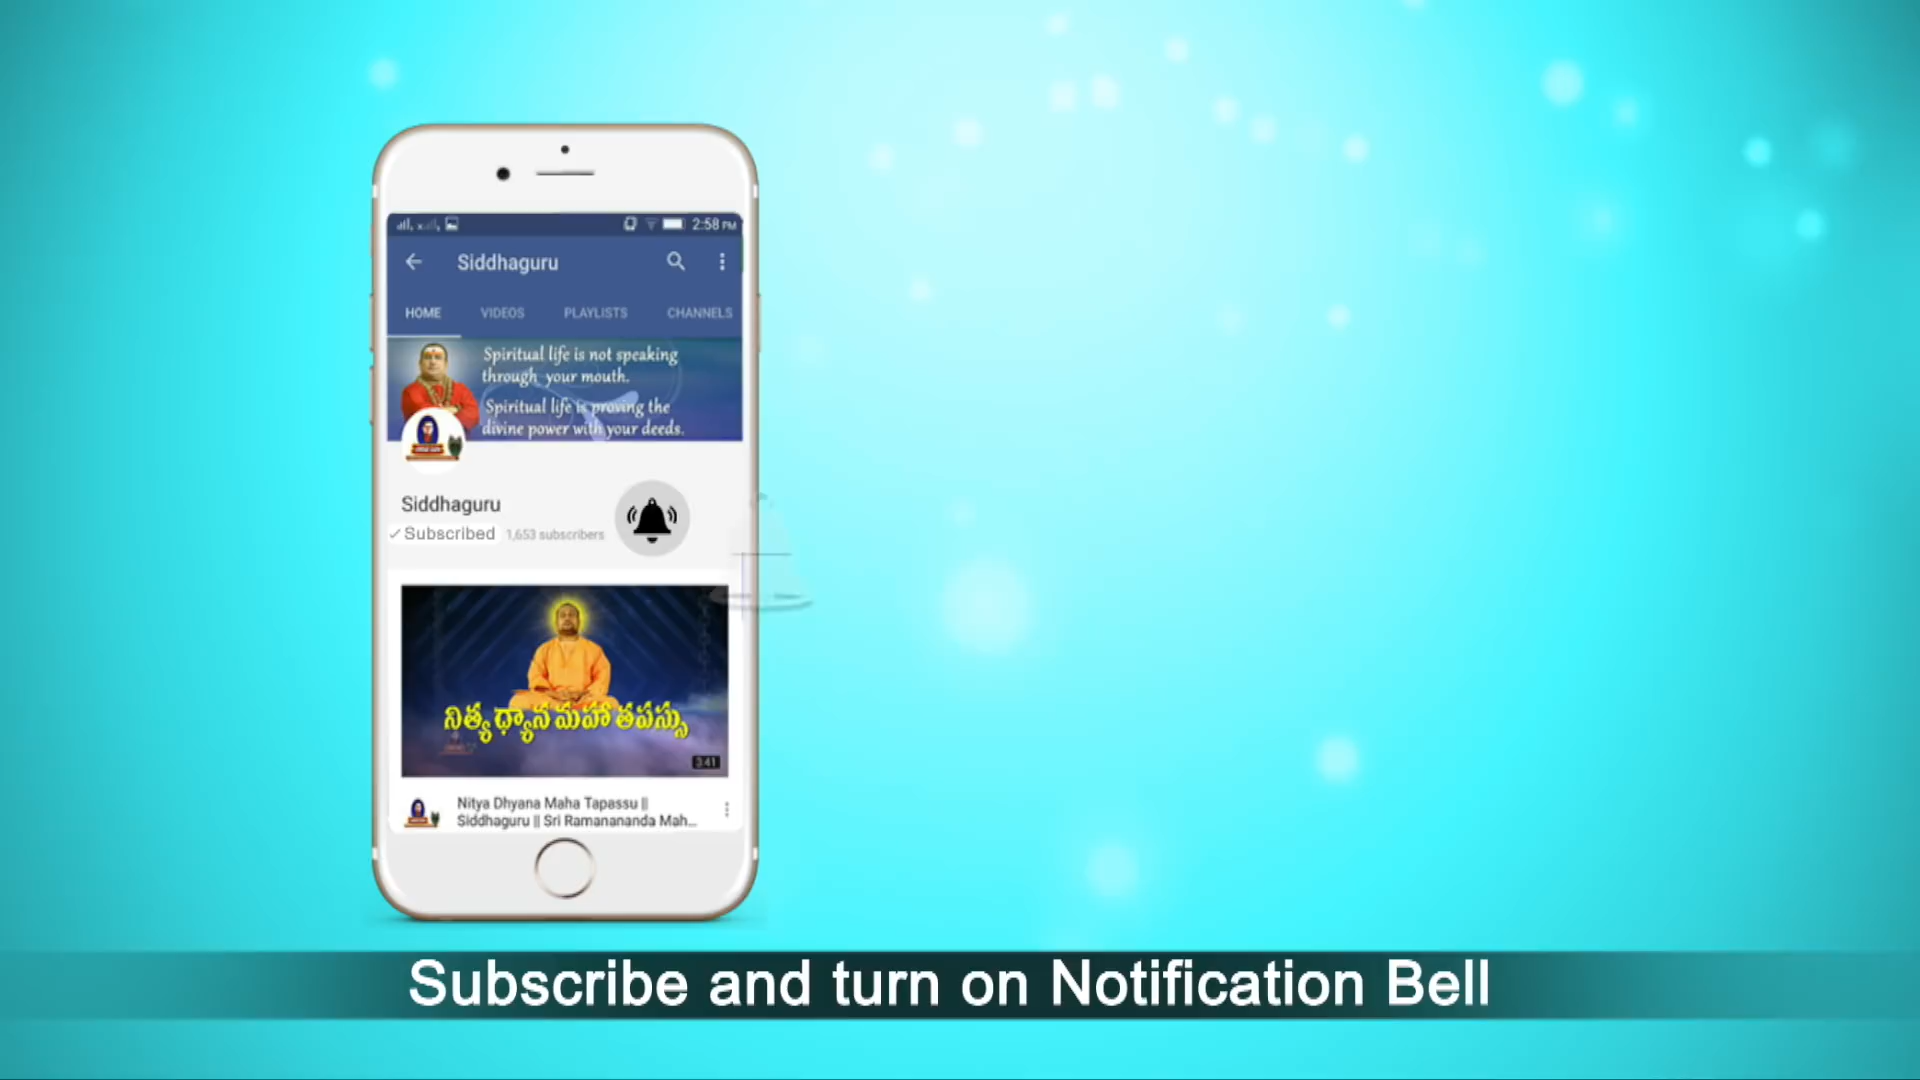 2:58 PM
Siddhaguru
HOME VIDEOS PLAYLISTS CHANNELS
Spiritual life is not speaking
through your mouth.
Spiritual life is proving the
divine power with your deeds.
Siddhaguru
Subscribed 1,653 subscribers
నిత్య ధ్యాన మహా తపస్సు
3:41
Nitya Dhyana Maha Tapassu ||
Siddhaguru || Sri Ramanananda Mah...
Subscribe and turn on Notification Bell